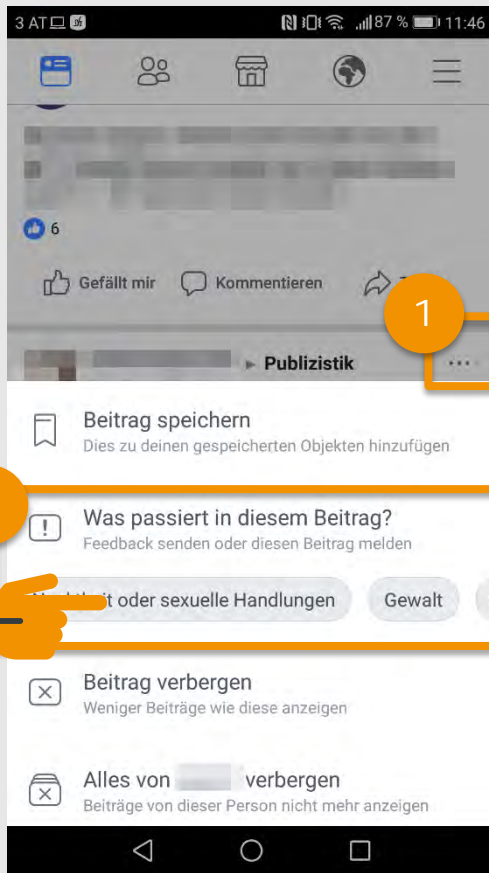 3 AT 87 % 11:46
6
Gefällt mir Kommentieren
1
Publizistik ...
Beitrag speichern
Dies zu deinen gespeicherten Objekten hinzufügen
Was passiert in diesem Beitrag?
Feedback senden oder diesen Beitrag melden
oder sexuelle Handlungen Gewalt
Beitrag verbergen
Weniger Beiträge wie diese anzeigen
Alles von verbergen
Beiträge von dieser Person nicht mehr anzeigen